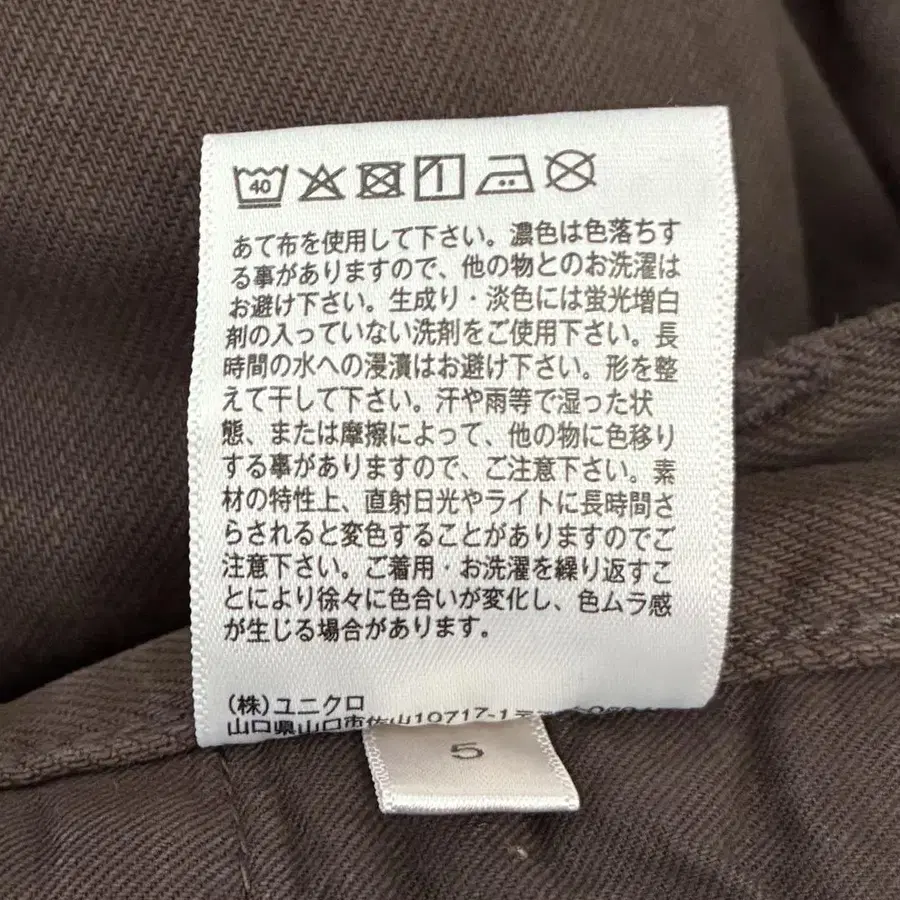 40
あて布を使用して下さい。濃色は色落ちす
る事がありますので、他の物とのお洗濯は
お避け下さい。生成り・淡色には蛍光増白
剤の入っていない洗剤をご使用下さい。長
時間の水への浸漬はお避け下さい。形を整
えて干して下さい。汗や雨等で湿った状
態、または摩擦によって、他の物に色移り
する事がありますので、ご注意下さい。素
材の特性上、直射日光やライトに長時間さ
らされると変色することがありますのでご
注意下さい。ご着用・お洗濯を繰り返すこ
とにより徐々に色合いが変化し、色ムラ感
が生じる場合があります。
(株)ユニクロ
山口県山口市佐山10717-1
5